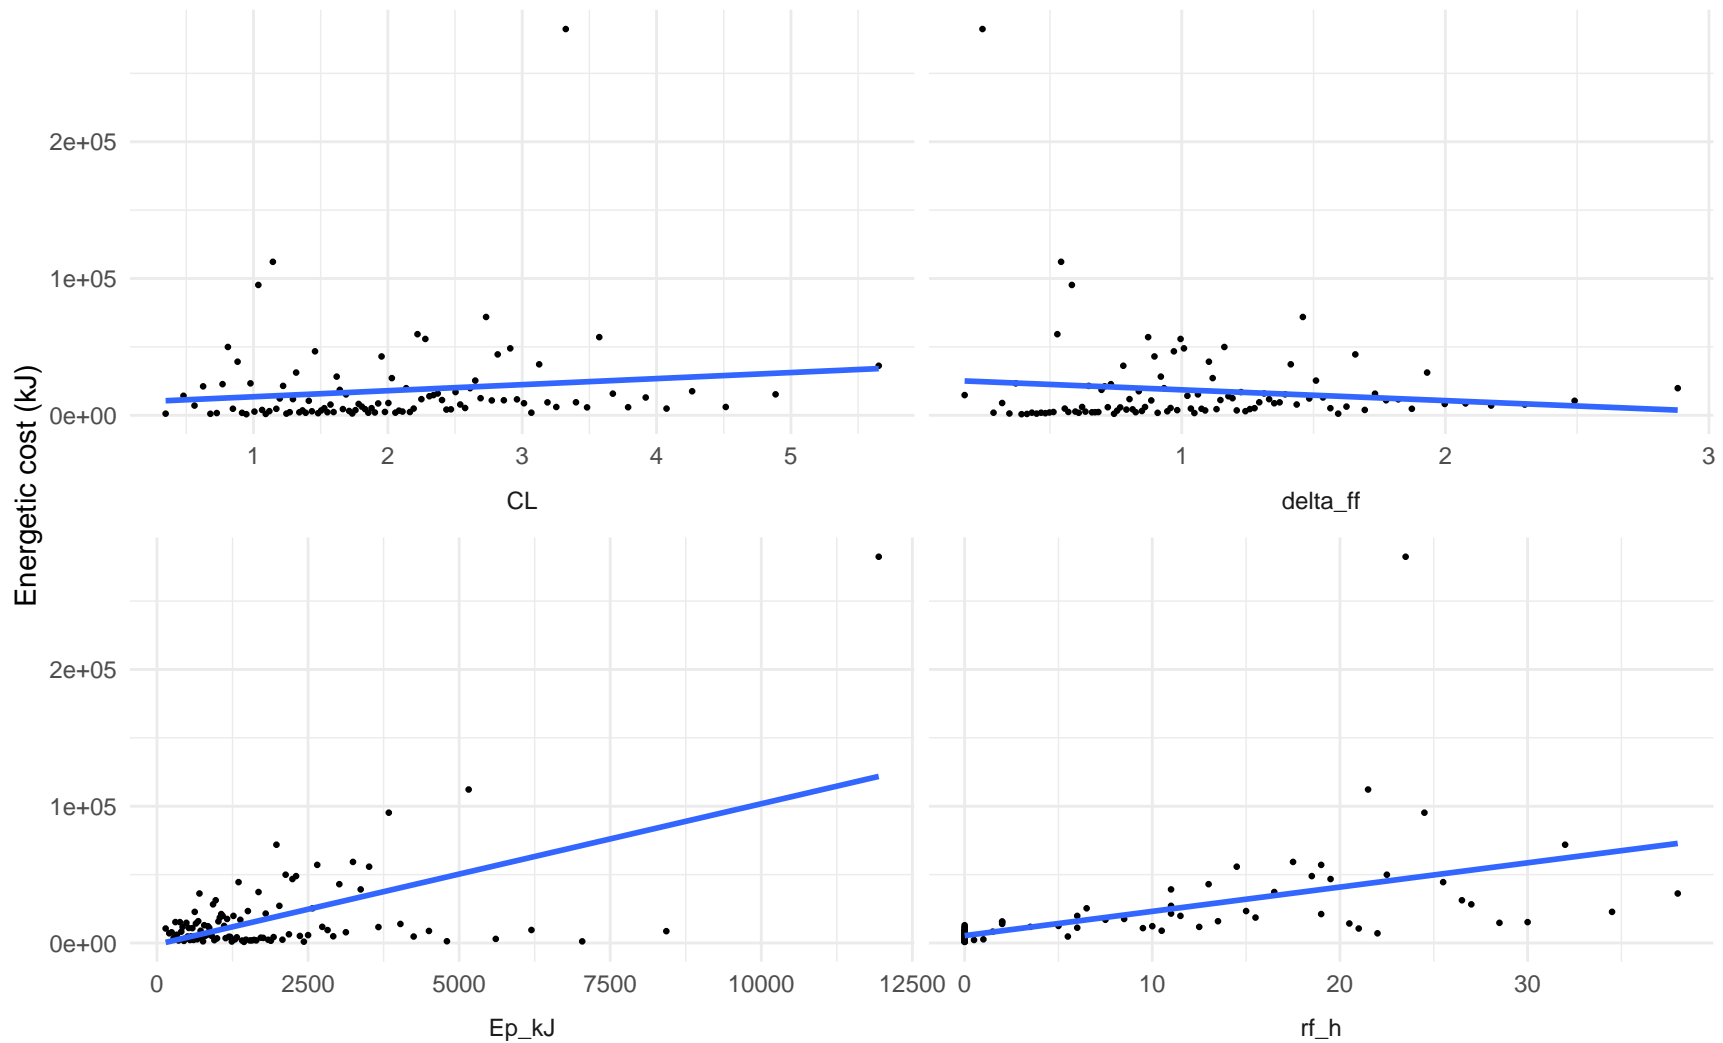 Energetic cost (kJ)
2e+05
1e+05
0e+00
1 2 3 4 5
CL
1 2 3
delta_ff
2e+05
1e+05
0e+00
0 2500 5000 7500 10000 12500
Ep_kJ
0 10 20 30
rf_h